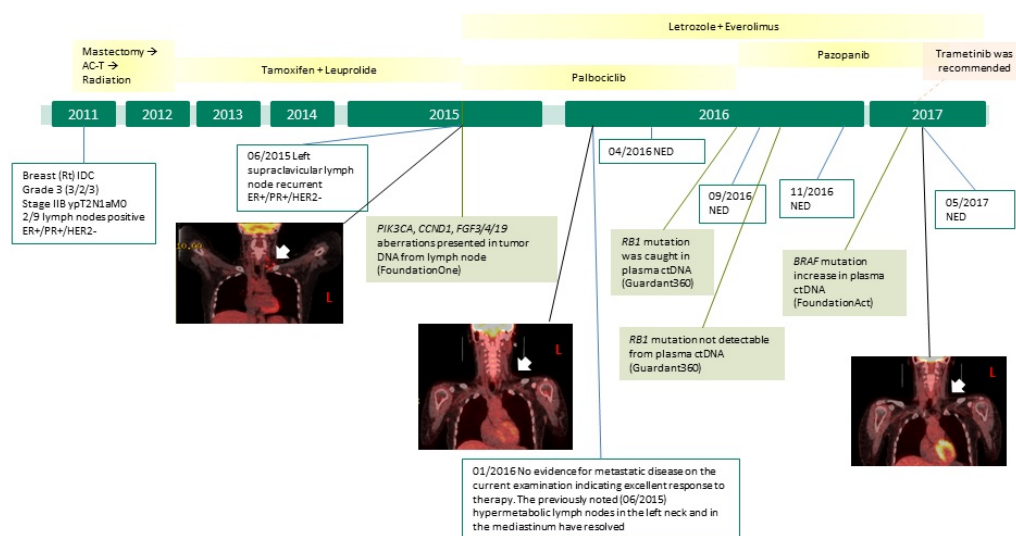 Letrozole + Everolimus
Mastectomy →
AC-T →
Radiation
Tamoxifen + Leuprolide
Palbociclib
Pazopanib
Trametinib was
recommended
2011
2012
2013
2014
2015
2016
2017
Breast (Rt) IDC
Grade 3 (3/2/3)
Stage IIB ypT2N1aM0
2/9 lymph nodes positive
ER+/PR+/HER2-
06/2015 Left
supraclavicular lymph
node recurrent
ER+/PR+/HER2-
PIK3CA, CCND1, FGF3/4/19
aberrations presented in tumor
DNA from lymph node
(FoundationOne)
04/2016 NED
09/2016
NED
11/2016
NED
05/2017
NED
RB1 mutation
was caught in
plasma ctDNA
(Guardant360)
BRAF mutation
increase in plasma
ctDNA
(FoundationAct)
RB1 mutation not detectable
from plasma ctDNA
(Guardant360)
L
L
L
01/2016 No evidence for metastatic disease on the
current examination indicating excellent response to
therapy. The previously noted (06/2015)
hypermetabolic lymph nodes in the left neck and in
the mediastinum have resolved